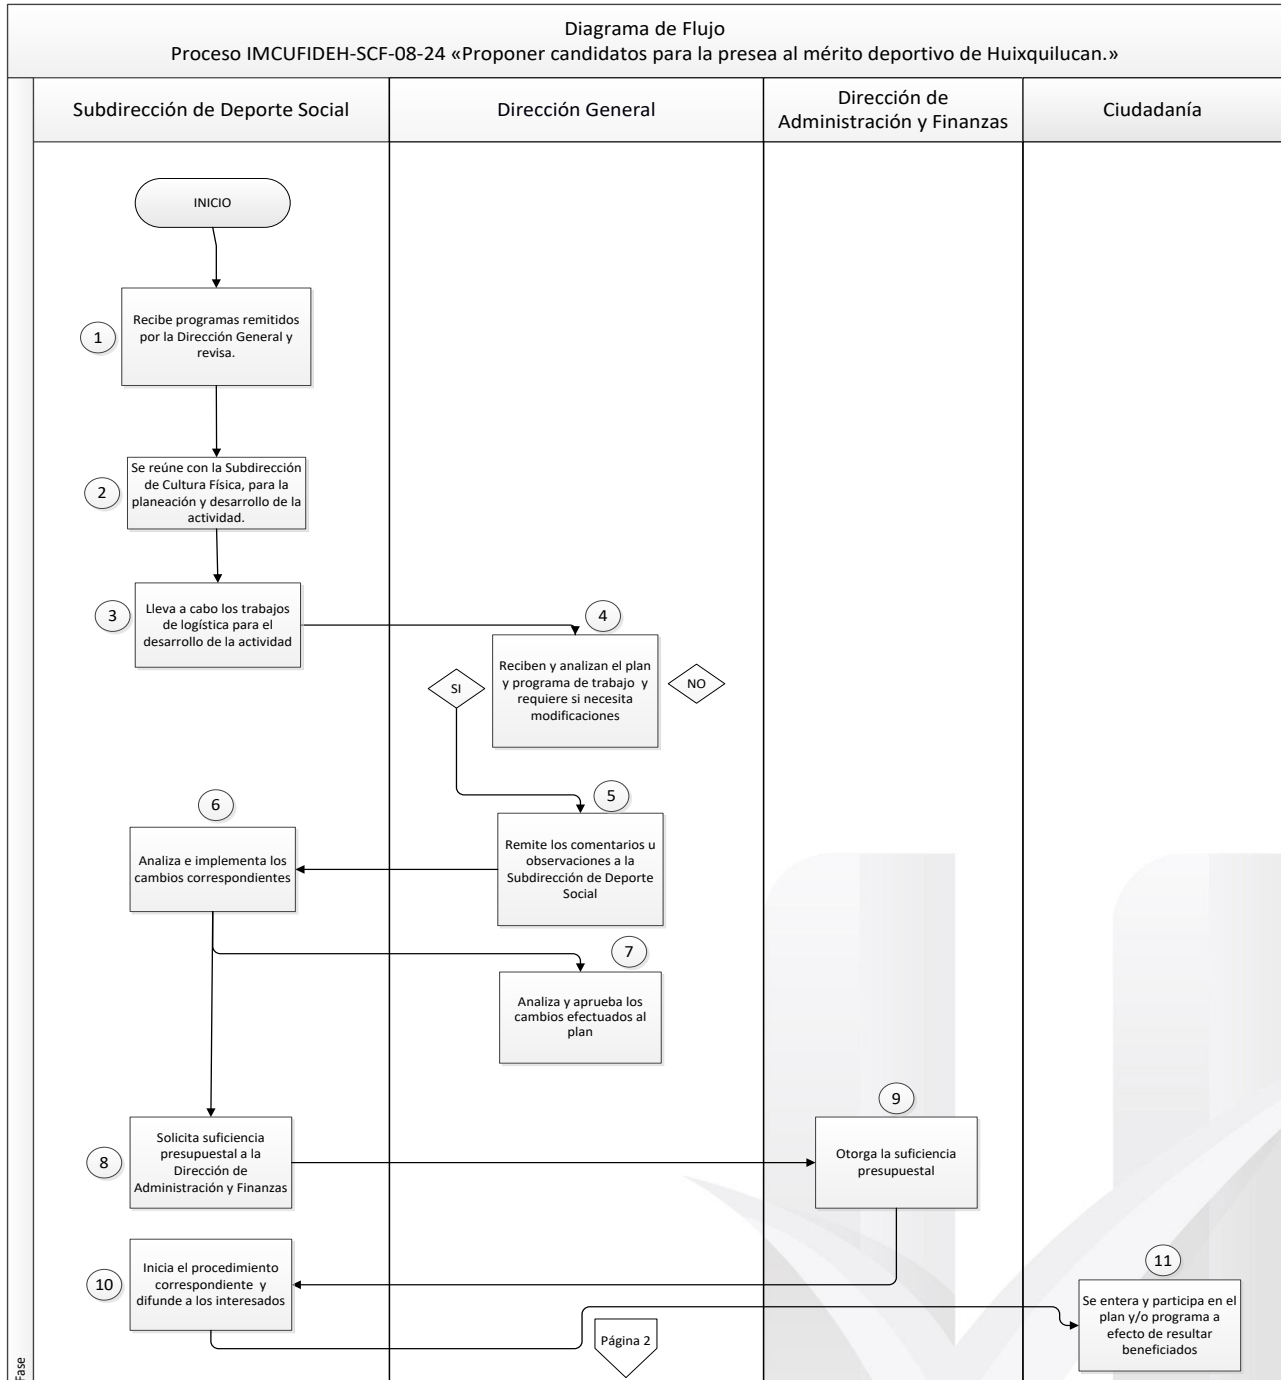 Diagrama de Flujo
Proceso IMCUFIDEH-SCF-08-24 «Proponer candidatos para la presea al mérito deportivo de Huixquilucan.»
Subdirección de Deporte Social
Dirección General
Dirección de
Administración y Finanzas
Ciudadanía
INICIO
1
Recibe programas remitidos
por la Dirección General y
revisa.
2
Se reúne con la Subdirección
de Cultura Física, para la
planeación y desarrollo de la
actividad.
3
Lleva a cabo los trabajos
de logística para el
desarrollo de la actividad
4
Reciben y analizan el plan
y programa de trabajo y
requiere si necesita
modificaciones
SI
NO
5
Remite los comentarios u
observaciones a la
Subdirección de Deporte
Social
6
Analiza e implementa los
cambios correspondientes
7
Analiza y aprueba los
cambios efectuados al
plan
8
Solicita suficiencia
presupuestal a la
Dirección de
Administración y Finanzas
9
Otorga la suficiencia
presupuestal
10
Inicia el procedimiento
correspondiente y
difunde a los interesados
11
Se entera y participa en el
plan y/o programa a
efecto de resultar
beneficiados
Página 2
Fase